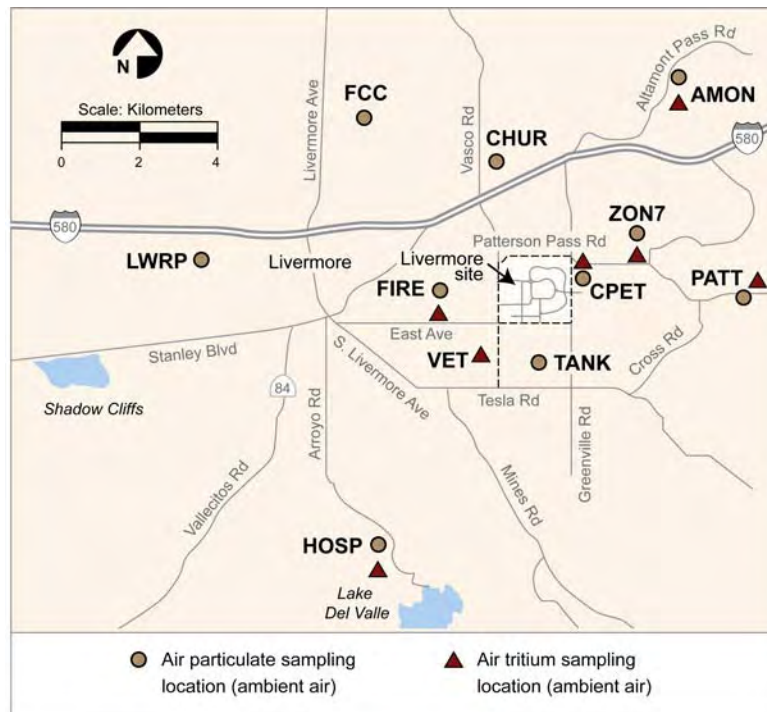 Altamont Pass Rd
N
Scale: Kilometers
0 2 4
Livermore Ave
FCC
Vasco Rd
CHUR
AMON
580
580
ZON7
Patterson Pass Rd
LWRP
Livermore
Livermore
site
FIRE
CPET
PATT
East Ave
Stanley Blvd
S. Livermore Ave
VET
TANK
Cross Rd
Shadow Cliffs
84
Tesla Rd
Arroyo Rd
Greenville Rd
Vallecitos Rd
Mines Rd
HOSP
Lake
Del Valle
Air particulate sampling
location (ambient air)
Air tritium sampling
location (ambient air)